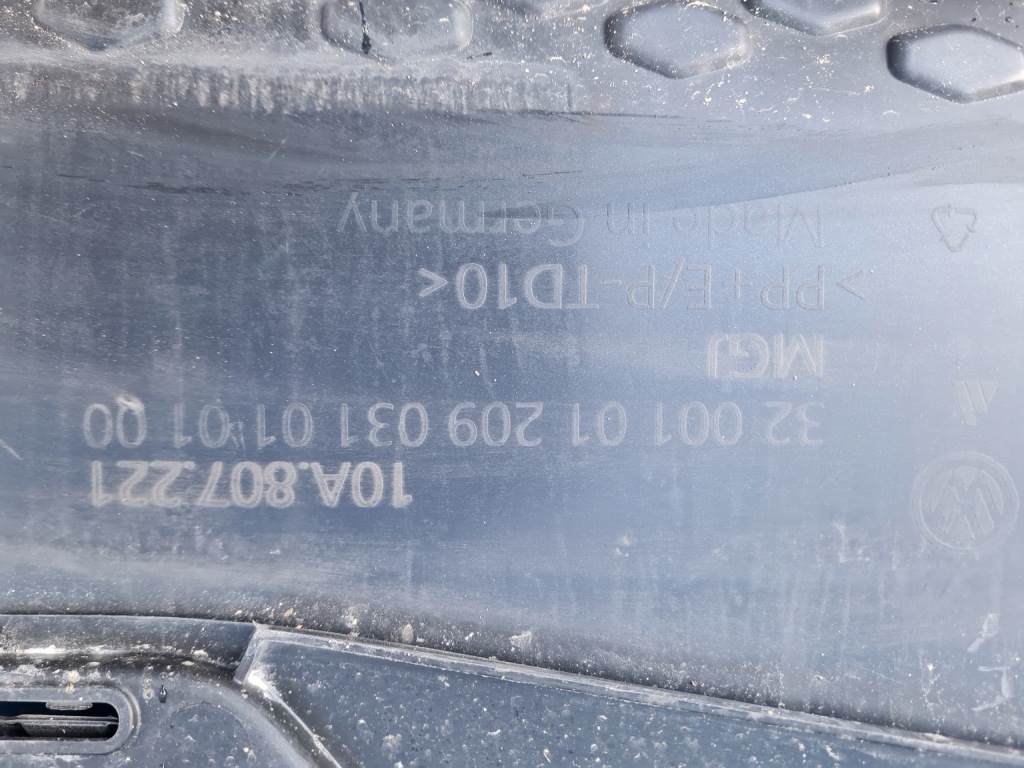 10A.807.221
32 001 01 209 031 01 01 00
MGJ
>PP+E/P-TD10<
Made in Germany